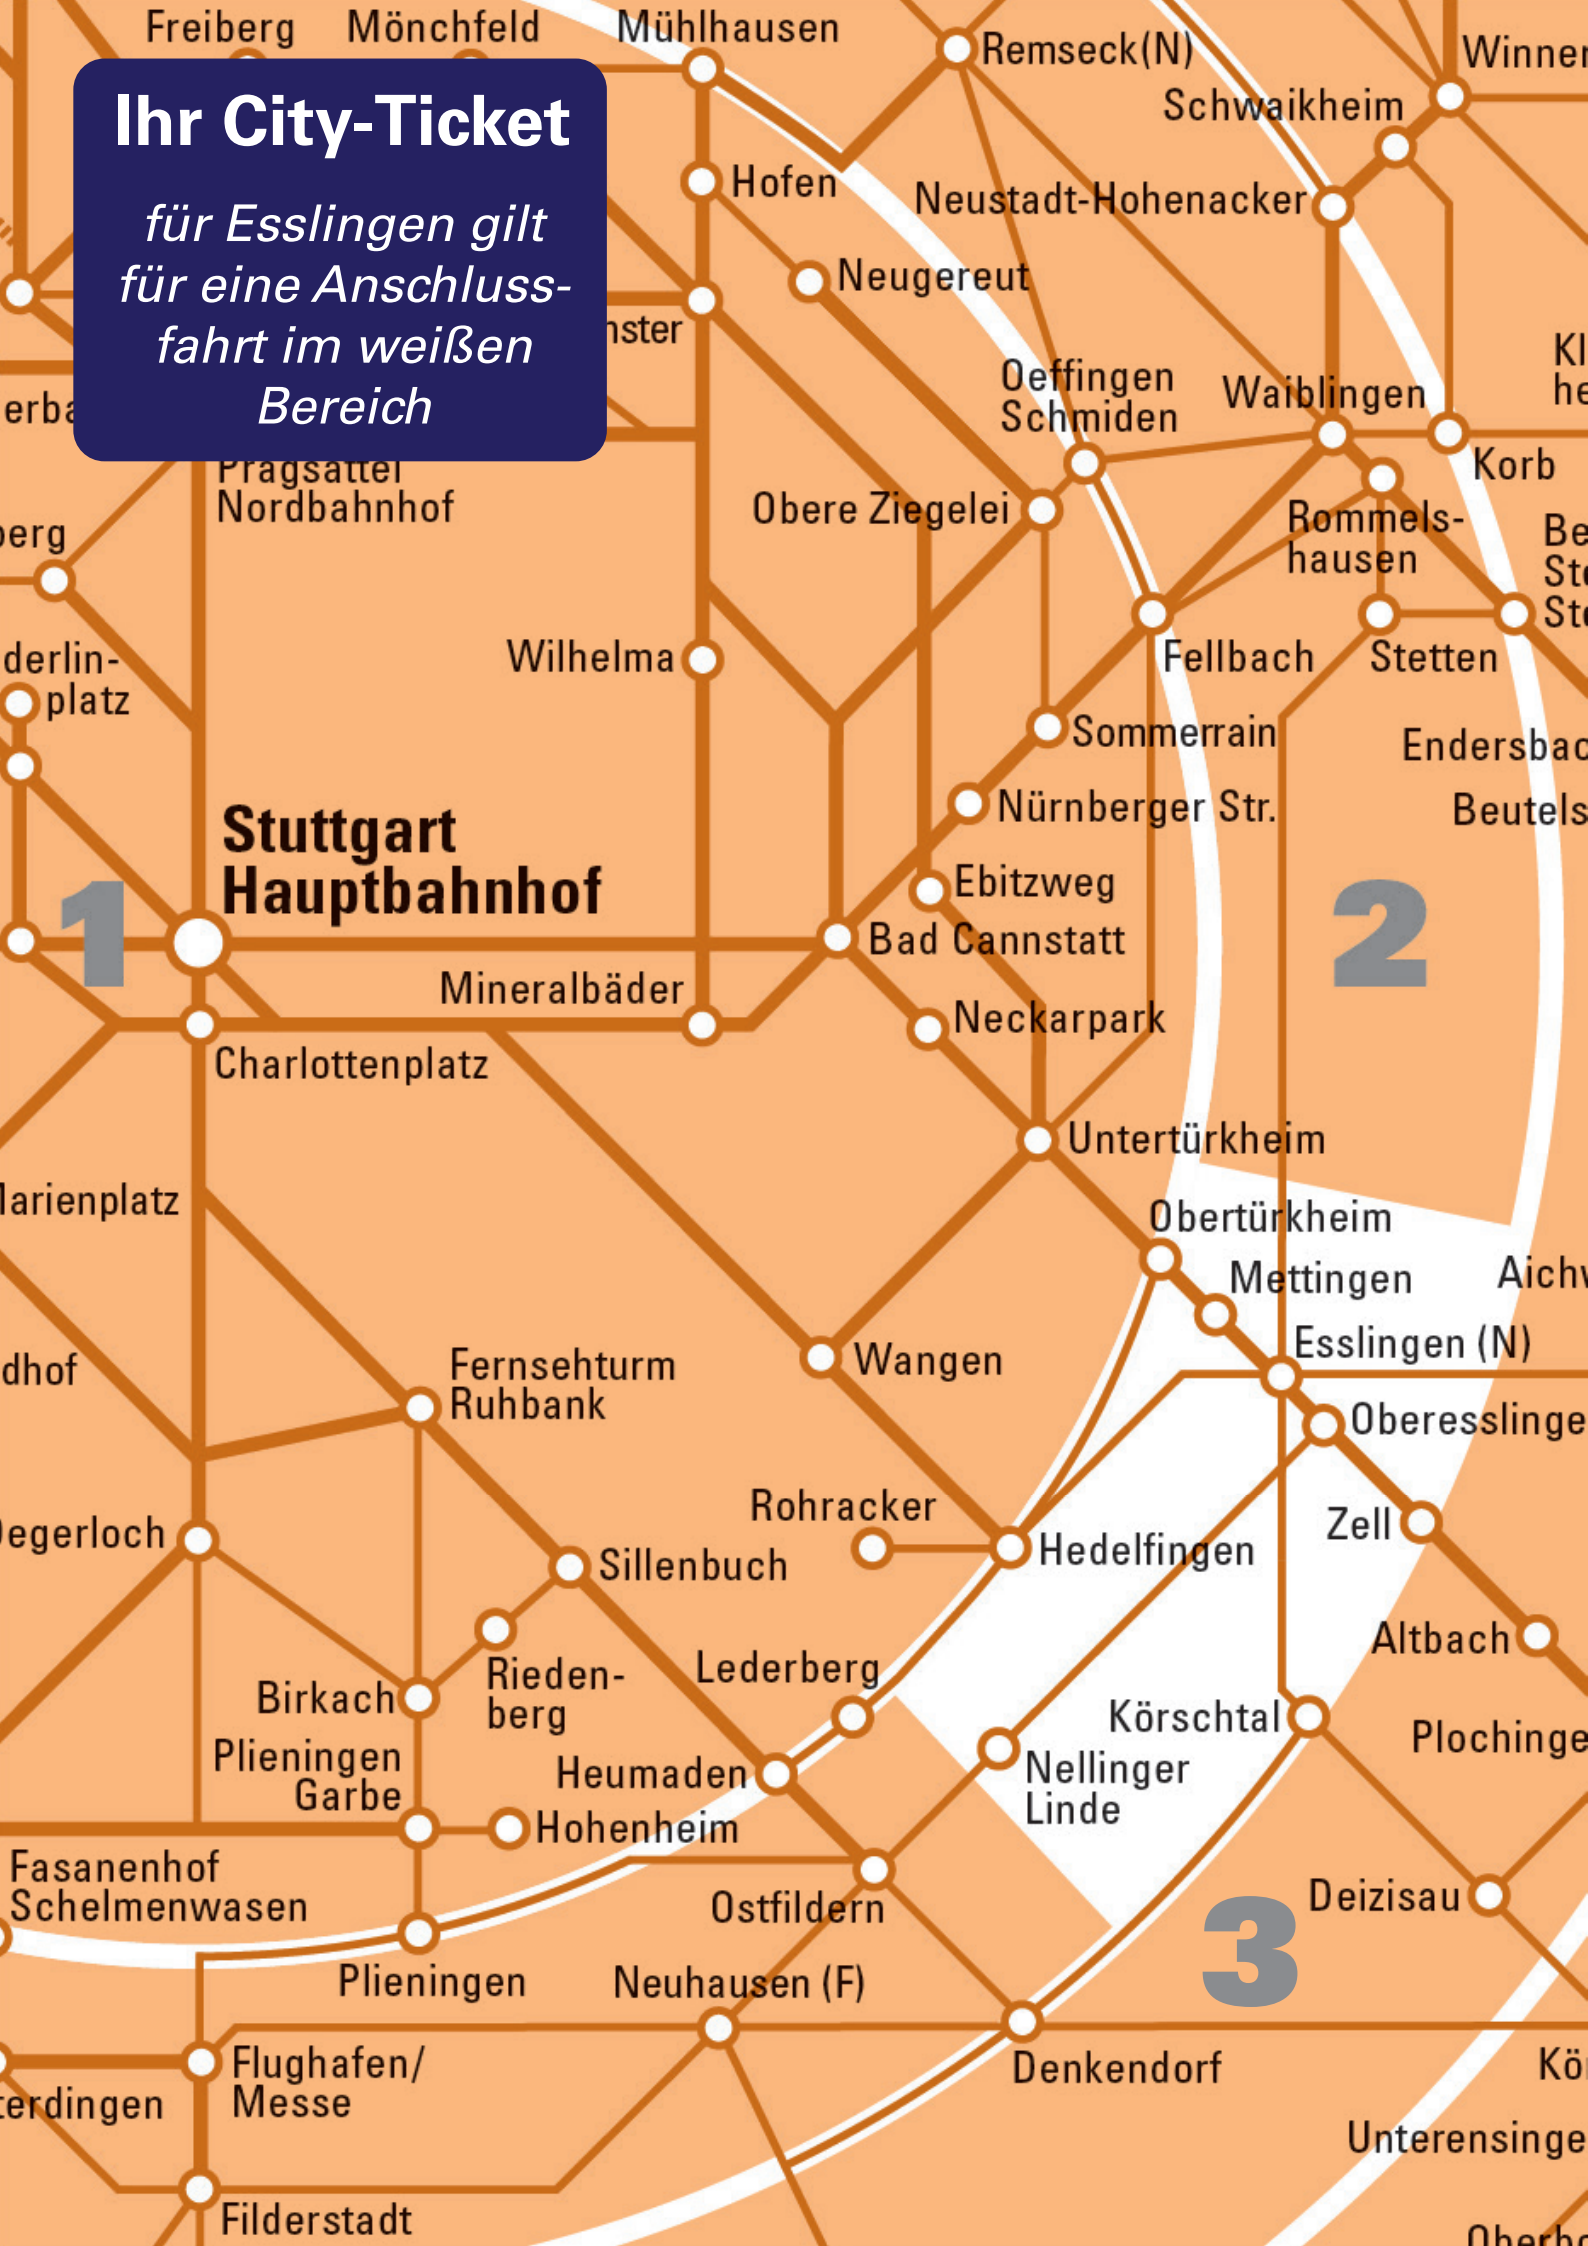 Freiberg
Mönchfeld
Mühlhausen
Remseck(N)
Schwaikheim
Ihr City-Ticket
für Esslingen gilt
für eine Anschluss-
fahrt im weißen
Bereich
Hofen
Neustadt-Hohenacker
Neugereut
Oeffingen
Schmiden
Waiblingen
Korb
Pragsattel
Nordbahnhof
Obere Ziegelei
Rommels-
hausen
platz
Wilhelma
Fellbach
Stetten
Sommerrain
Nürnberger Str.
Stuttgart
Hauptbahnhof
1
2
Ebitzweg
Bad Cannstatt
Mineralbäder
Neckarpark
Charlottenplatz
Untertürkheim
Obertürkheim
Mettingen
Esslingen (N)
Fernsehturm
Ruhbank
Wangen
Rohracker
Hedelfingen
Zell
Sillenbuch
Altbach
Lederberg
Rieden-
berg
Birkach
Körschtal
Plieningen
Garbe
Heumaden
Nellinger
Linde
Hohenheim
Fasanenhof
Schelmenwasen
Ostfildern
Deizisau
3
Plieningen
Neuhausen (F)
Flughafen/
Messe
Denkendorf
Filderstadt